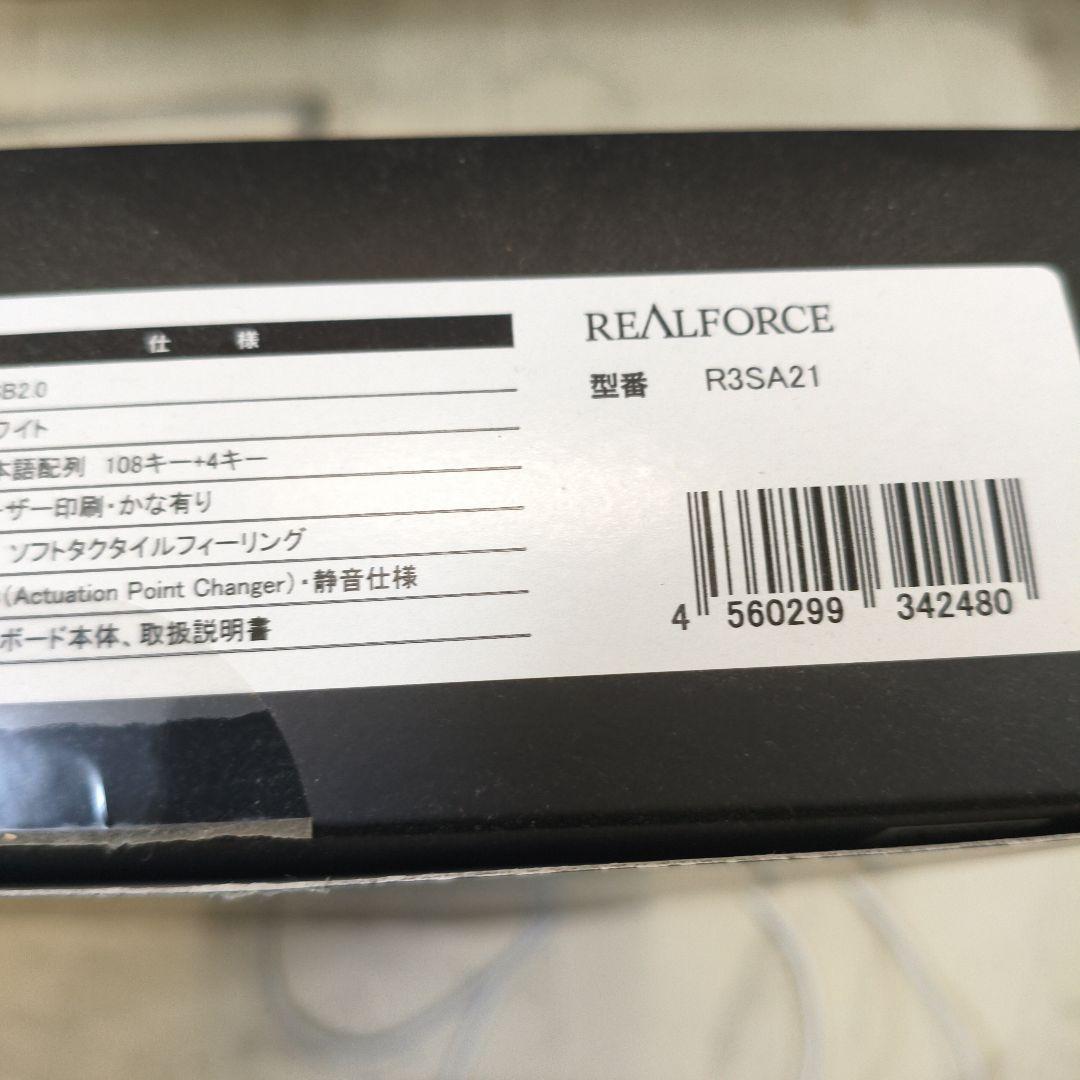 仕様
SB2.0
ワイト
本語配列 108キー+4キー
ーザー印刷・かな有り
ソフトタクタイルフィーリング
(Actuation Point Changer)・静音仕様
ボード本体、取扱説明書
REALFORCE
型番 R3SA21
4 560299 342480